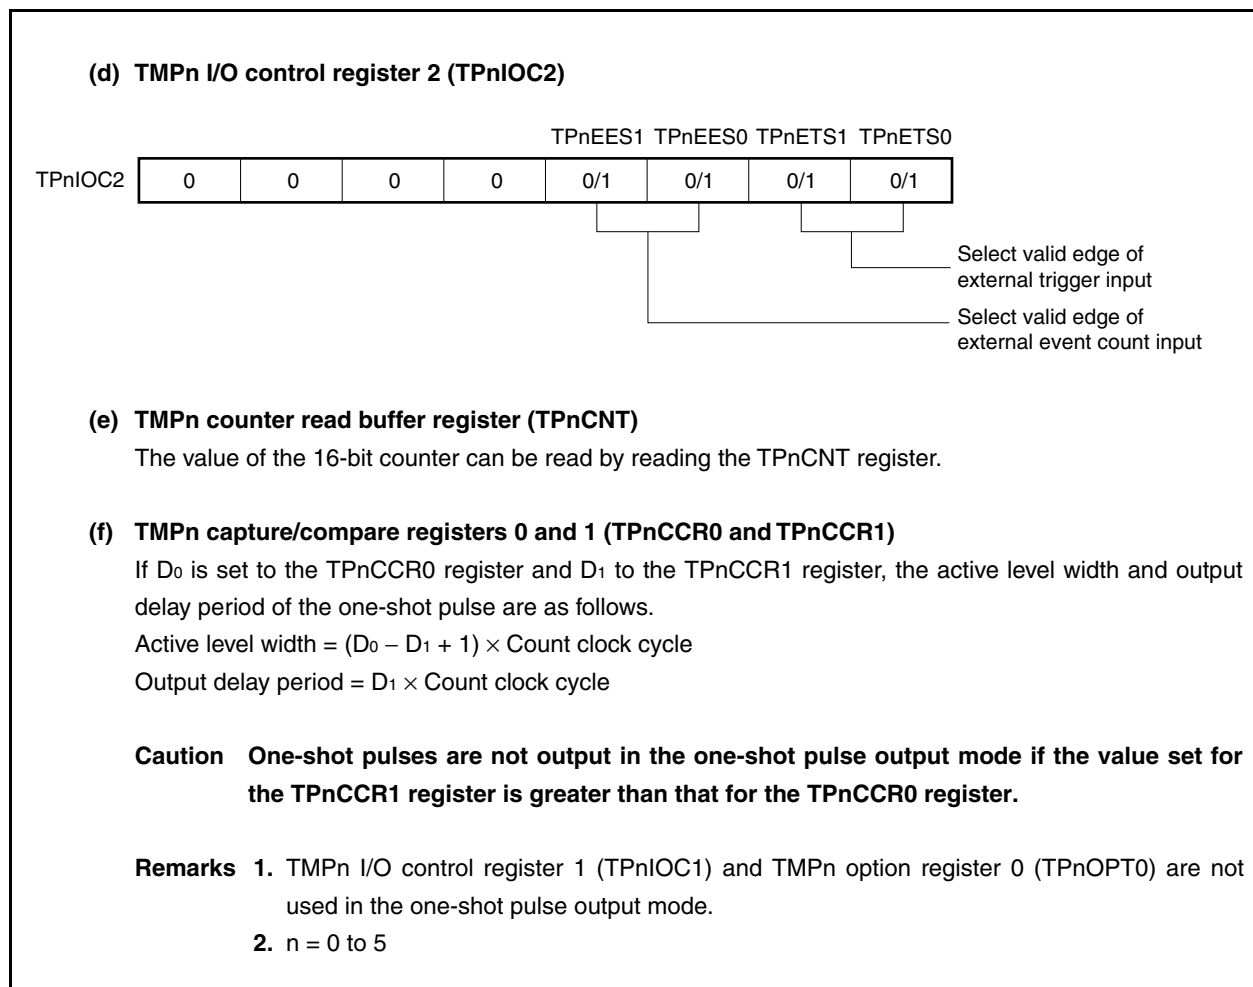 (d) TMPn I/O control register 2 (TPnIOC2)
TPnEES1 TPnEES0 TPnETS1 TPnETS0
TPnIOC2 0 0 0 0 0/1 0/1 0/1 0/1
Select valid edge of
external trigger input
Select valid edge of
external event count input
(e) TMPn counter read buffer register (TPnCNT)
The value of the 16-bit counter can be read by reading the TPnCNT register.
(f) TMPn capture/compare registers 0 and 1 (TPnCCR0 and TPnCCR1)
If D0 is set to the TPnCCR0 register and D1 to the TPnCCR1 register, the active level width and output
delay period of the one-shot pulse are as follows.
Active level width = (D0 − D1 + 1) × Count clock cycle
Output delay period = D1 × Count clock cycle
Caution One-shot pulses are not output in the one-shot pulse output mode if the value set for
the TPnCCR1 register is greater than that for the TPnCCR0 register.
Remarks 1. TMPn I/O control register 1 (TPnIOC1) and TMPn option register 0 (TPnOPT0) are not
used in the one-shot pulse output mode.
2. n = 0 to 5